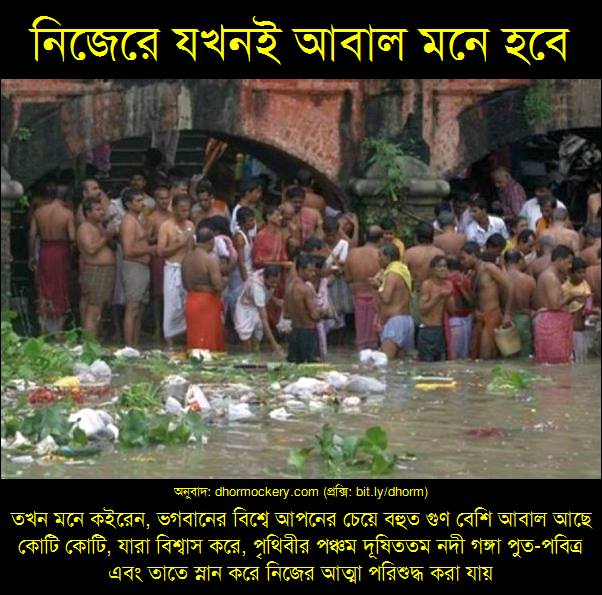 নিজেরে যখনই আবাল মনে হবে
অনুবাদ: dhormockery.com (প্রক্সি: bit.ly/dhorm)
তখন মনে কইরেন, ভগবানের বিশ্বে আপনের চেয়ে বহুত গুণ বেশি আবাল আছে
কোটি কোটি, যারা বিশ্বাস করে, পৃথিবীর পঞ্চম দূষিততম নদী গঙ্গা পুত-পবিত্র
এবং তাতে স্নান করে নিজের আত্মা পরিশুদ্ধ করা যায়